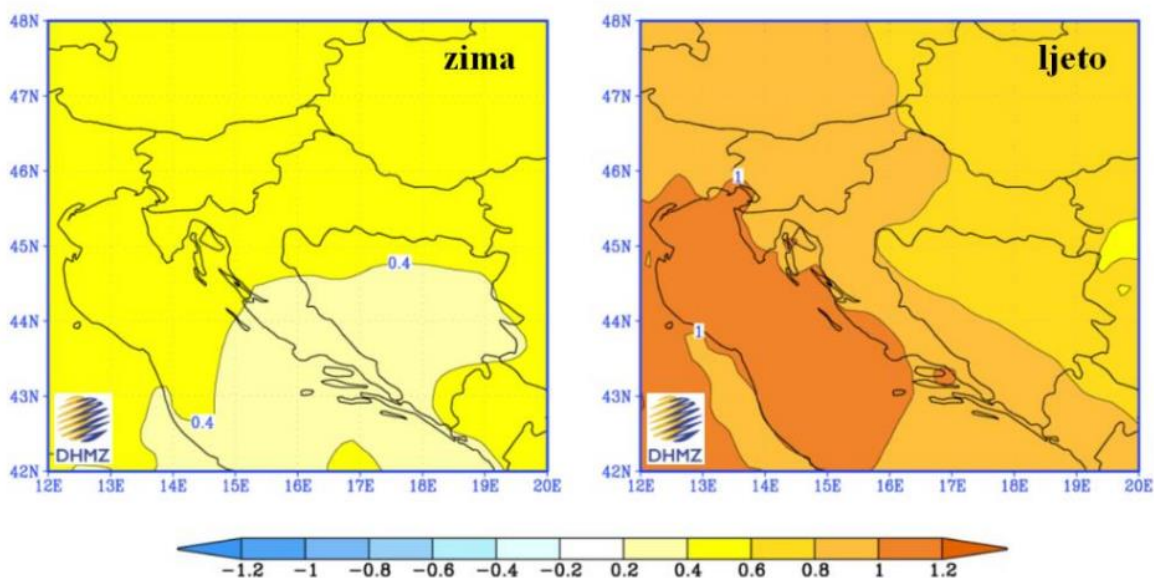 zima
48N
47N
46N
45N
44N
43N
42N
0.4
0.4
DHMZ
12E 13E 14E 15E 16E 17E 18E 19E 20E
ljeto
48N
47N
46N
45N
44N
43N
42N
1
1
DHMZ
12E 13E 14E 15E 16E 17E 18E 19E 20E
-1.2 -1 -0.8 -0.6 -0.4 -0.2 0.2 0.4 0.6 0.8 1 1.2